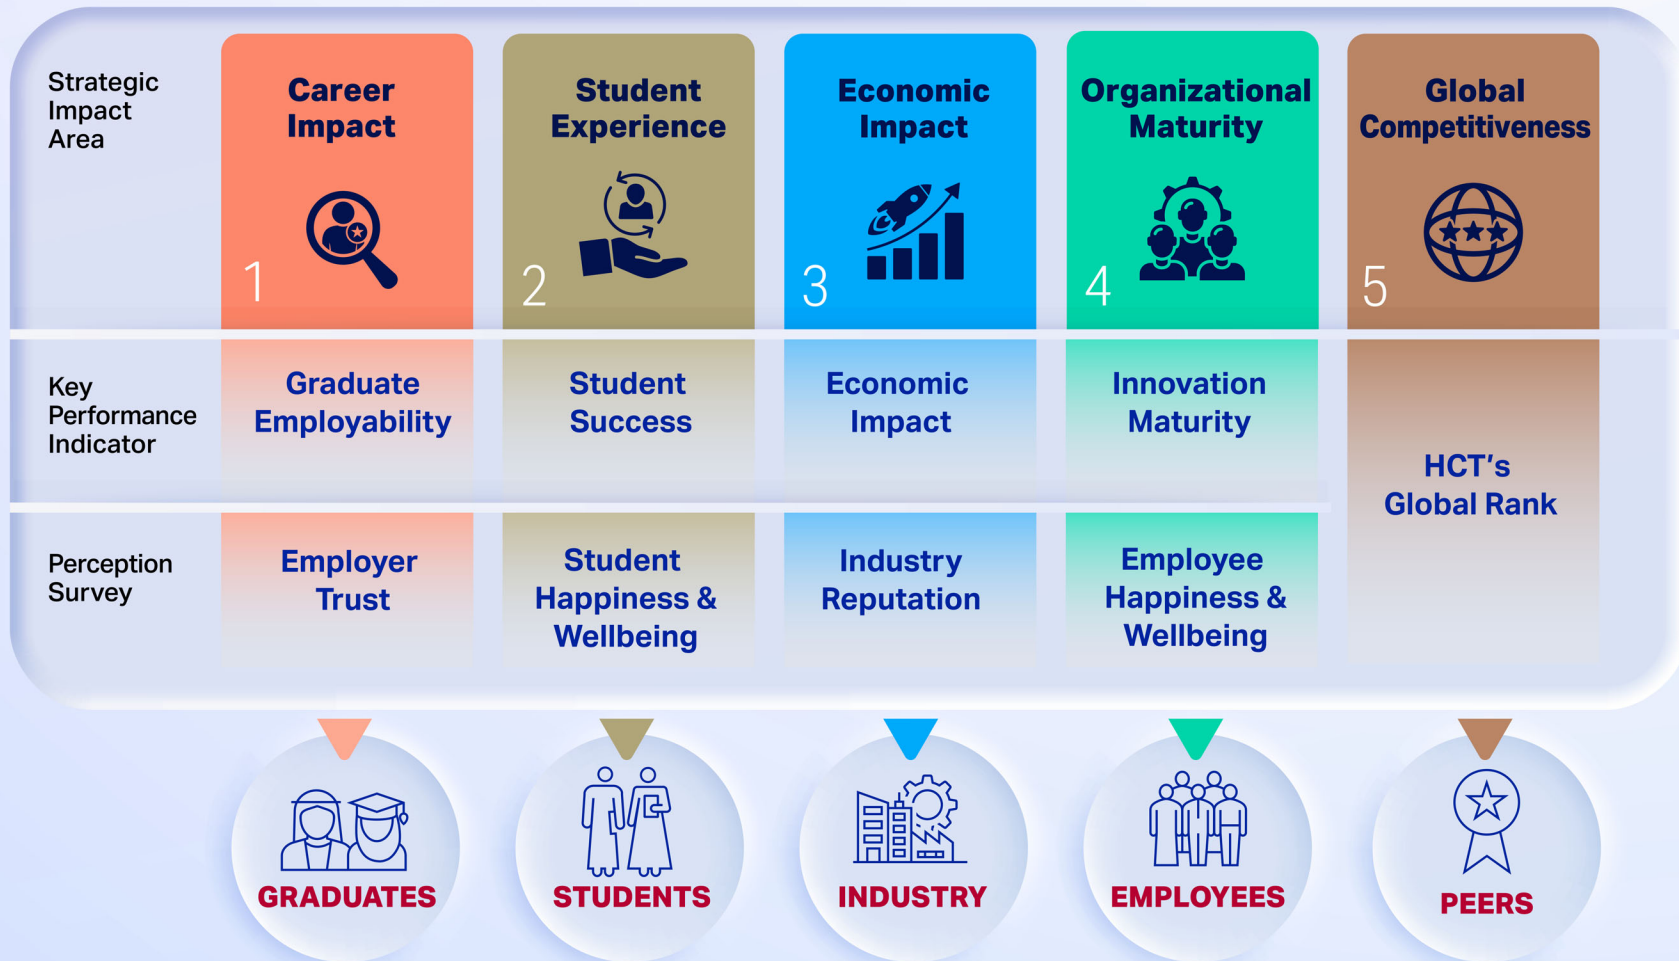 Strategic
Impact
Area
Career
Impact
1
Student
Experience
2
Economic
Impact
3
Organizational
Maturity
4
Global
Competitiveness
5
Key
Performance
Indicator
Graduate
Employability
Student
Success
Economic
Impact
Innovation
Maturity
HCT's
Global Rank
Perception
Survey
Employer
Trust
Student
Happiness &
Wellbeing
Industry
Reputation
Employee
Happiness &
Wellbeing
GRADUATES
STUDENTS
INDUSTRY
EMPLOYEES
PEERS